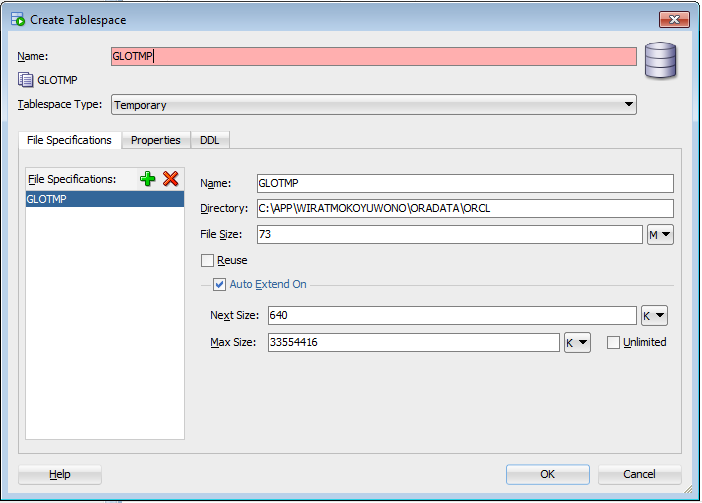 Create Tablespace
Name: GLOTMP
GLOTMP
Tablespace Type: Temporary
File Specifications Properties DDL
File Specifications:
GLOTMP
Name: GLOTMP
Directory: C:\APP\WIRATMOKOYUWONO\ORADATA\ORCL
File Size: 73 M
Reuse
Auto Extend On
Next Size: 640 K
Max Size: 33554416 K Unlimited
Help OK Cancel